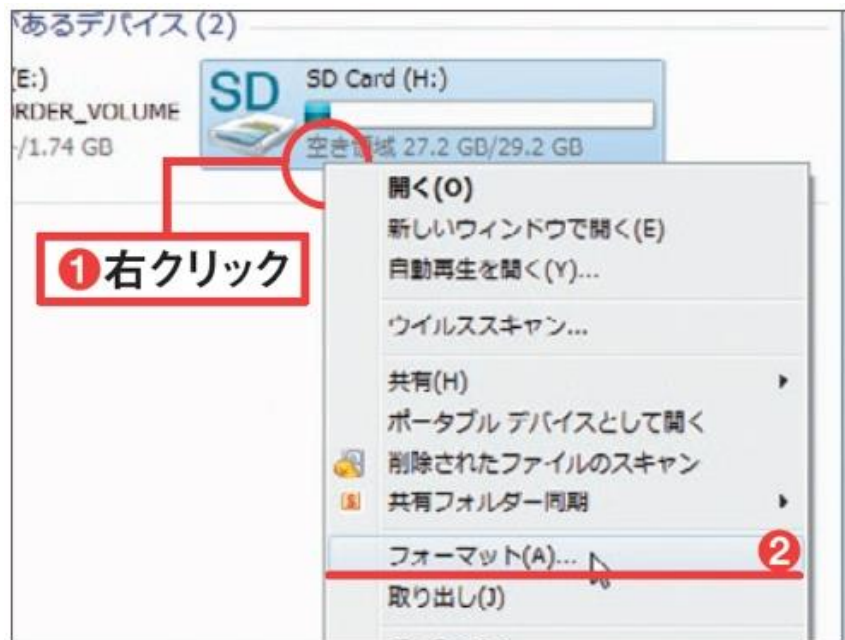 があるデバイス (2)
(E:)
RDER_VOLUME
/1.74 GB
SD
SD Card (H:)
空き領域 27.2 GB/29.2 GB
❶右クリック
開く(O)
新しいウィンドウで開く(E)
自動再生を開く(Y)...
ウイルススキャン...
共有(H)
ポータブル デバイスとして開く
削除されたファイルのスキャン
S
共有フォルダー同期
フォーマット(A)...
❷
取り出し(J)